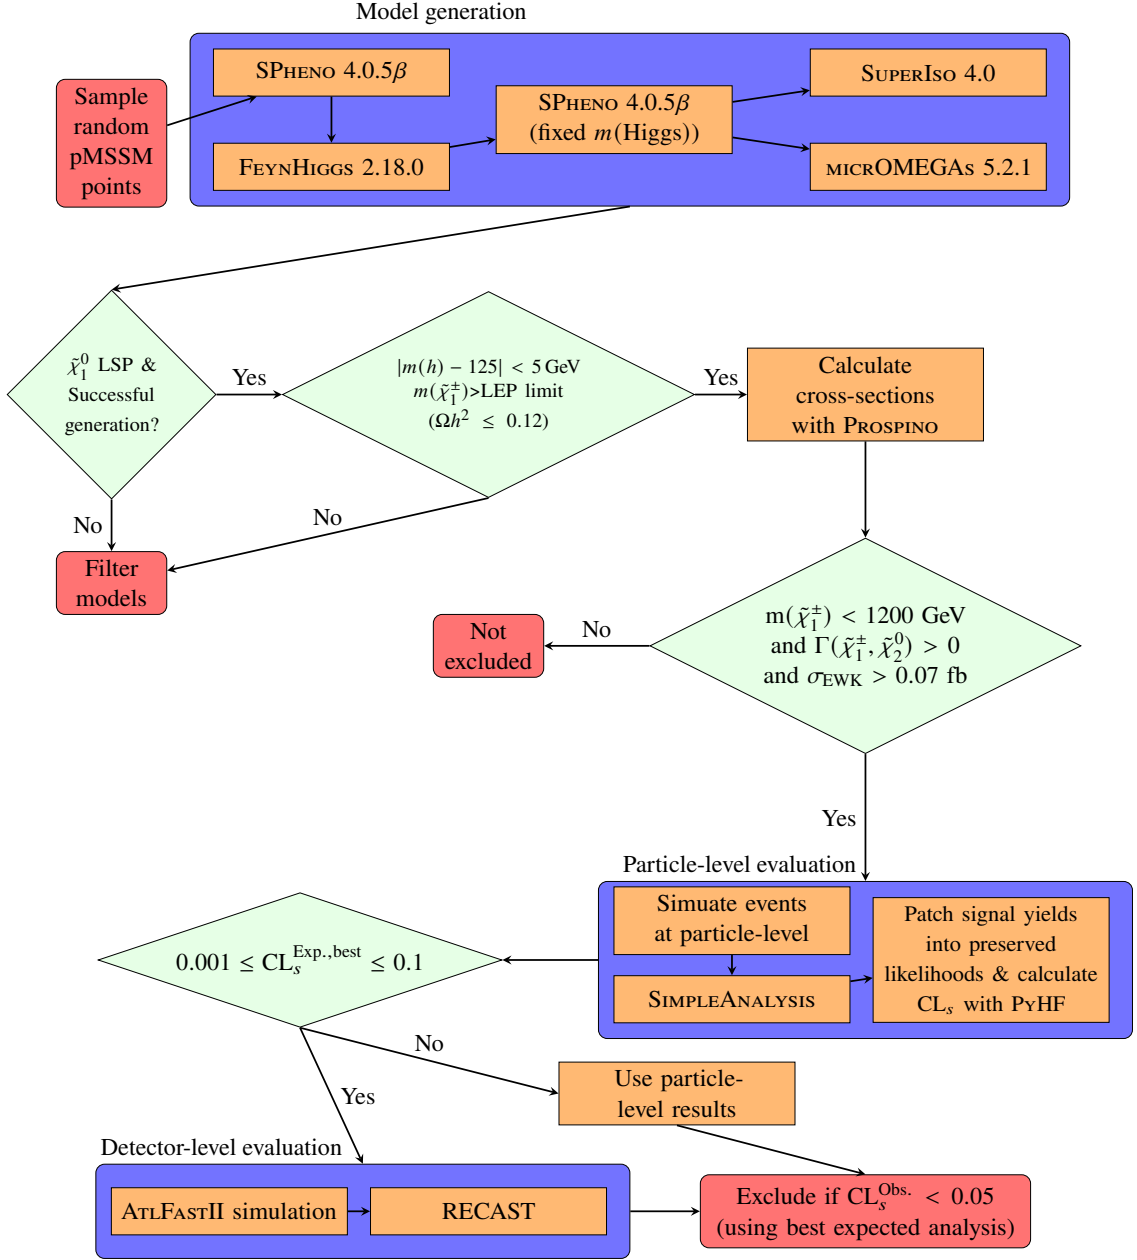 Model generation
Sample
random
pMSSM
points
SPheno 4.0.5β
FeynHiggs 2.18.0
SPheno 4.0.5β
(fixed m(Higgs))
SuperIso 4.0
micrOMEGAs 5.2.1
χ̃₁⁰ LSP &
Successful
generation?
Yes
|m(h) − 125| < 5 GeV
m(χ̃₁±)>LEP limit
(Ωh² ≤ 0.12)
Yes
Calculate
cross-sections
with Prospino
No
No
Filter
models
m(χ̃₁±) < 1200 GeV
and Γ(χ̃₁±, χ̃₂⁰) > 0
and σEWK > 0.07 fb
No
Not
excluded
Yes
Particle-level evaluation
Simuate events
at particle-level
SimpleAnalysis
Patch signal yields
into preserved
likelihoods & calculate
CLₛ with PyHF
0.001 ≤ CLₛ^Exp.,best ≤ 0.1
No
Yes
Use particle-
level results
Detector-level evaluation
AtlFastII simulation
RECAST
Exclude if CLₛ^Obs. < 0.05
(using best expected analysis)